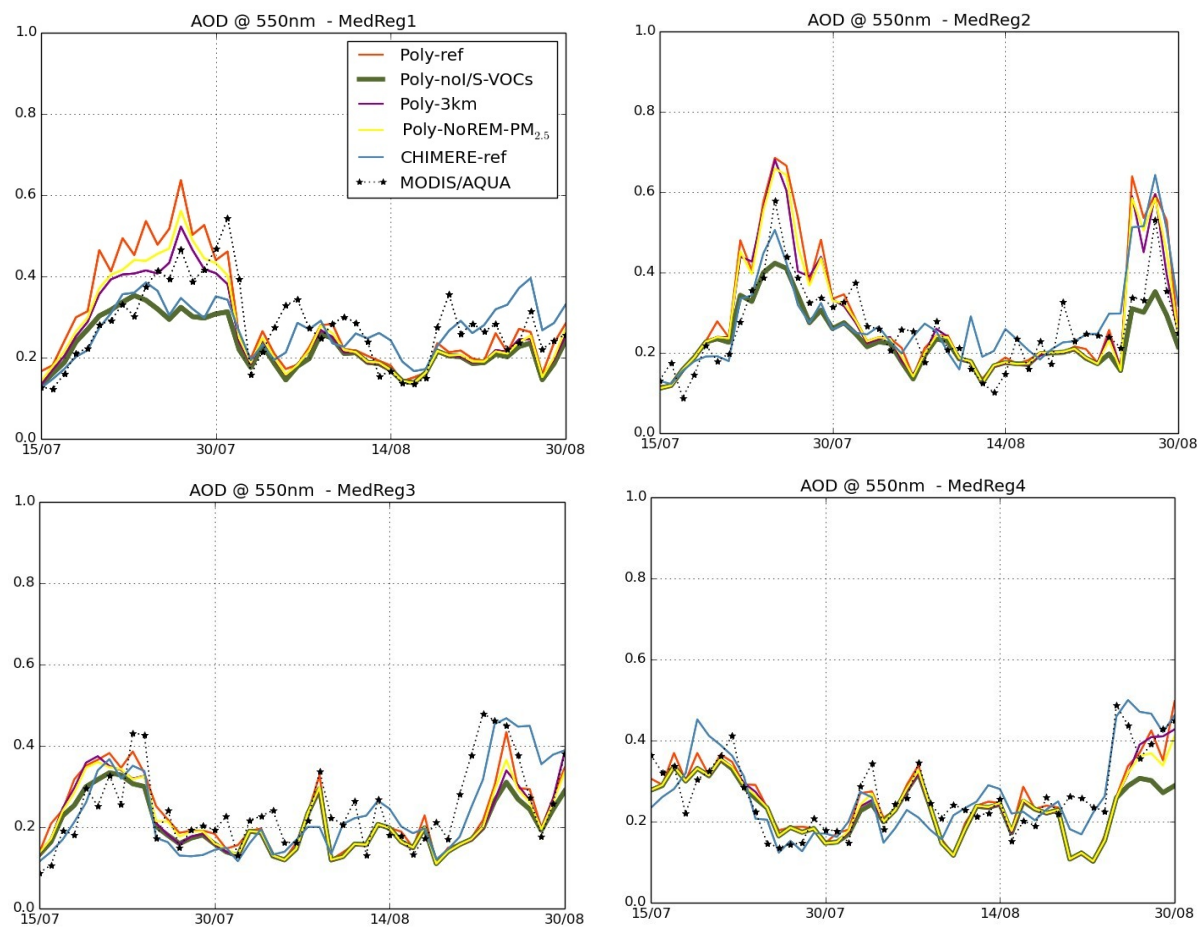 AOD @ 550nm - MedReg1
1.0
0.8
0.6
0.4
0.2
0.0
15/07 30/07 14/08 30/08
Poly-ref
Poly-noI/S-VOCs
Poly-3km
Poly-NoREM-PM2.5
CHIMERE-ref
MODIS/AQUA
AOD @ 550nm - MedReg2
1.0
0.8
0.6
0.4
0.2
0.0
15/07 30/07 14/08 30/08
AOD @ 550nm - MedReg3
1.0
0.8
0.6
0.4
0.2
0.0
15/07 30/07 14/08 30/08
AOD @ 550nm - MedReg4
1.0
0.8
0.6
0.4
0.2
0.0
15/07 30/07 14/08 30/08